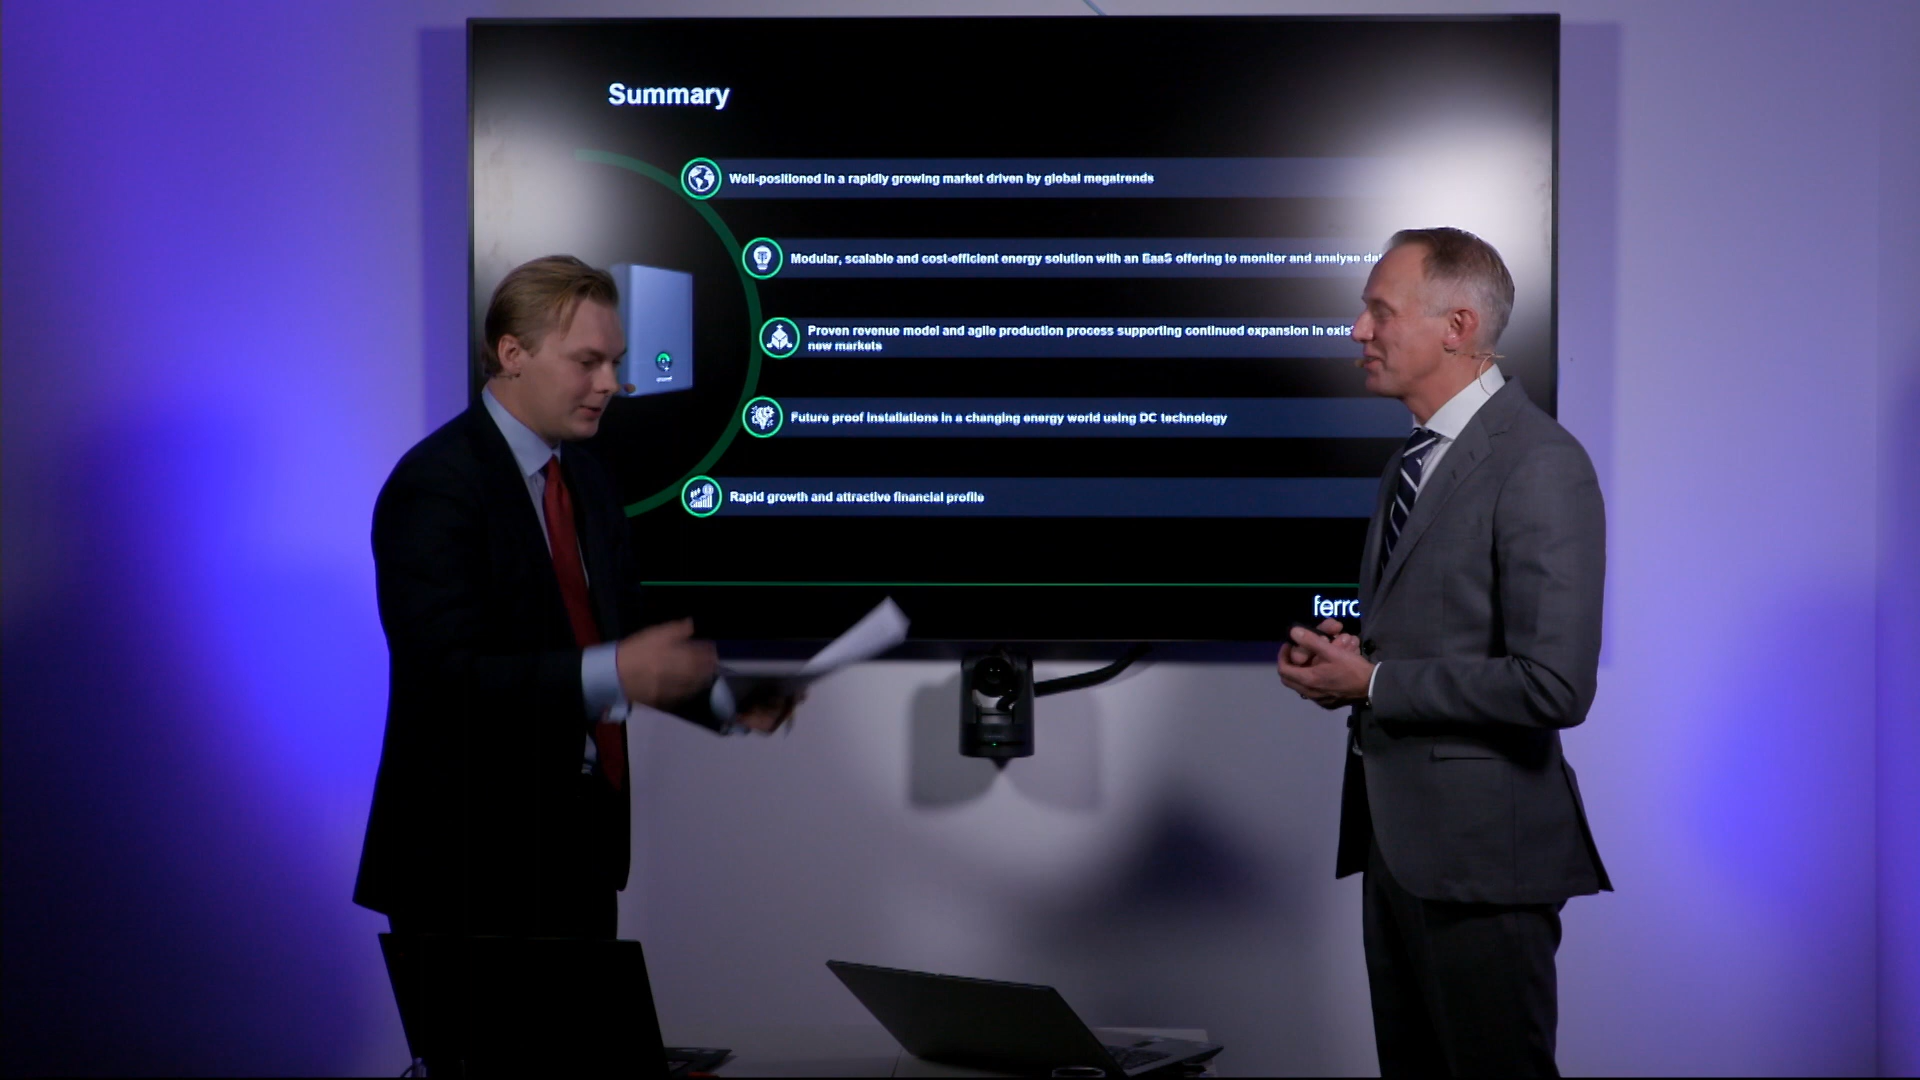 Summary
Well-positioned in a rapidly growing market driven by global megatrends
Modular, scalable and cost-efficient energy solution with an EaaS offering to monitor and analyse
Proven revenue model and agile production process supporting continued expansion in
new markets
Future proof installations in a changing energy world using DC technology
Rapid growth and attractive financial profile
ferro